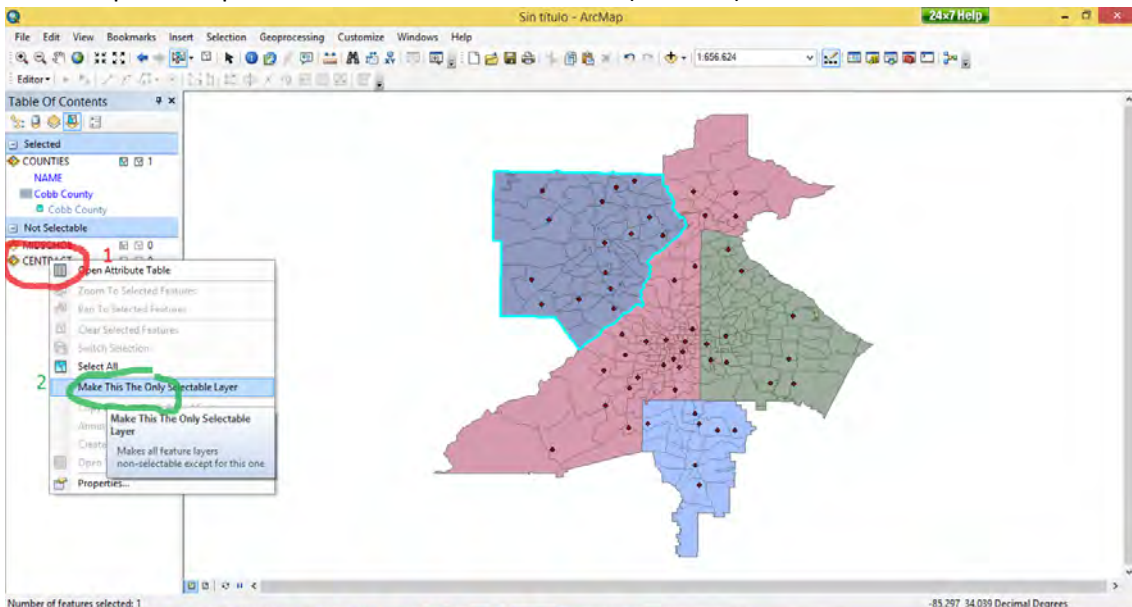 Sin título - ArcMap
24x7 Help
File Edit View Bookmarks Insert Selection Geoprocessing Customize Windows Help
1:656.624
Editor
Table Of Contents
Selected
COUNTIES 1
NAME
Cobb County
Cobb County
Not Selectable
0
CENTRACT
1
Open Attribute Table
Zoom To Selected Features
Pan To Selected Features
Clear Selected Features
Switch Selection
Select All
2
Make This The Only Selectable Layer
Make This The Only Selectable
Layer
Makes all feature layers
non-selectable except for this one
Create
Open
Properties...
Number of features selected: 1
-85,297 34,039 Decimal Degrees